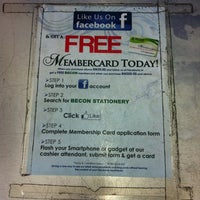 Like Us On
facebook
& GET A
FREE
MEMBERCARD TODAY!
STEP 1
Log into your f account
STEP 2
Search for BECON STATIONERY
STEP 3
Click Like
STEP 4
Complete Membership Card application form
STEP 5
Flash your Smartphone or gadget at our
cashier attendant, submit form & get a card